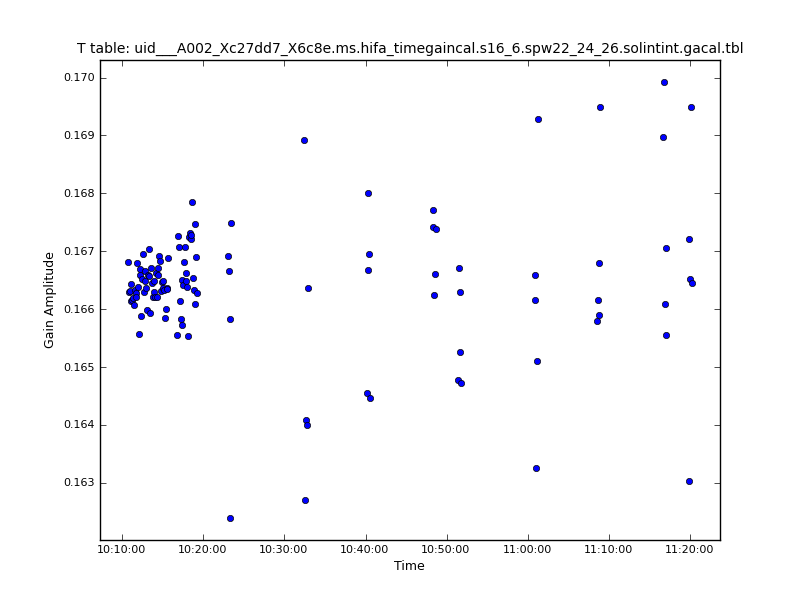 T table: uid___A002_Xc27dd7_X6c8e.ms.hifa_timegaincal.s16_6.spw22_24_26.solintint.gacal.tbl
0.170
0.169
0.168
0.167
0.166
0.165
0.164
0.163
Gain Amplitude
10:10:00 10:20:00 10:30:00 10:40:00 10:50:00 11:00:00 11:10:00 11:20:00
Time